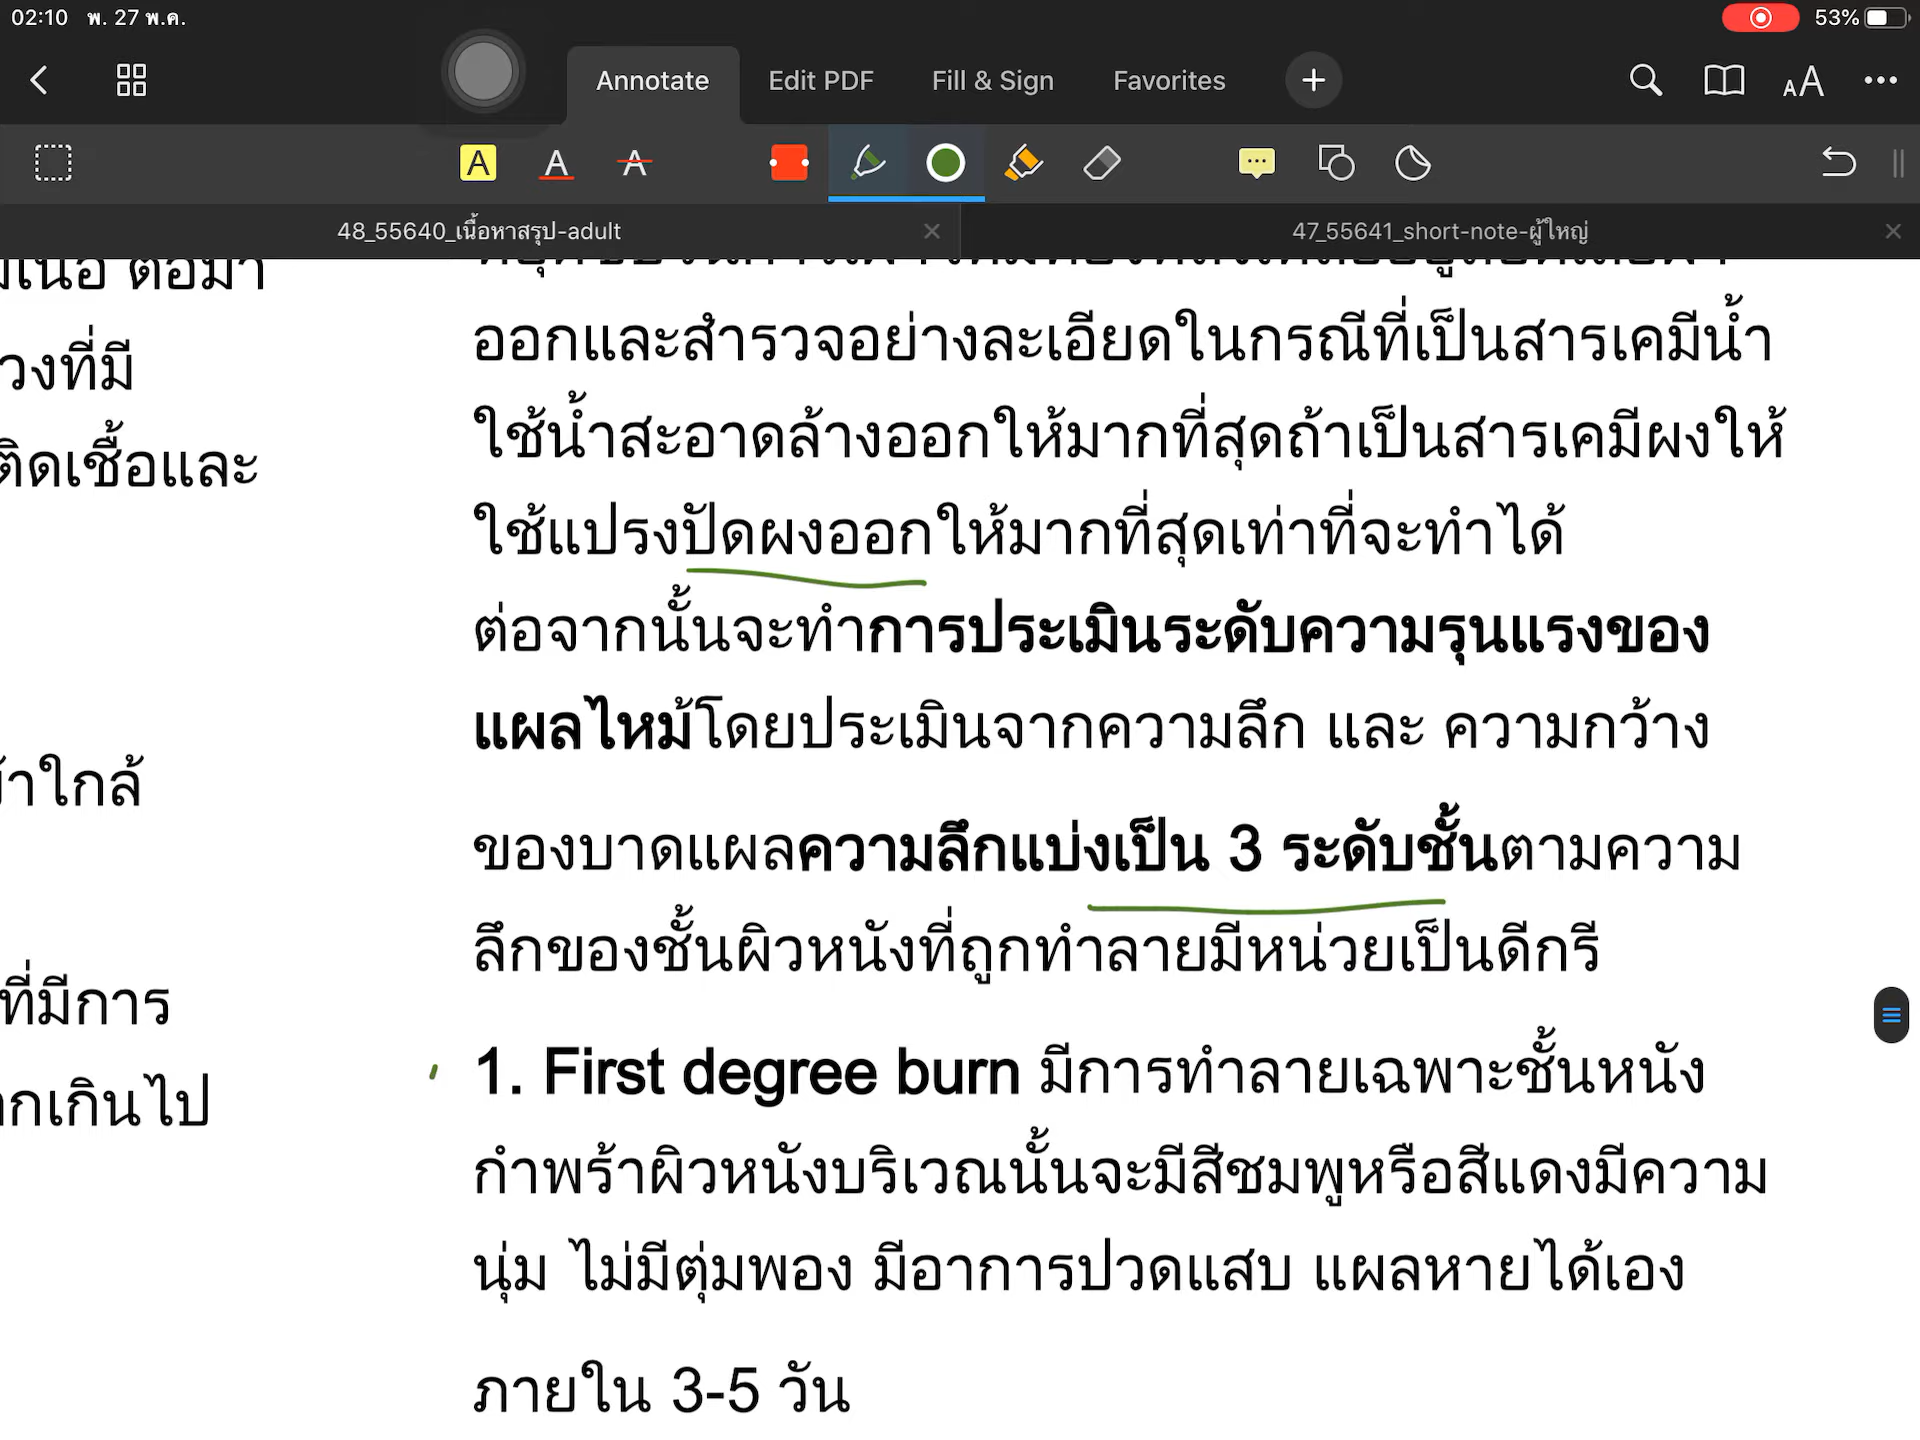 02:10 พ. 27 พ.ค.
53%
Annotate Edit PDF Fill & Sign Favorites
48_55640_เนื้อหาสรุป-adult
47_55641_short-note-ผู้ใหญ่
ต่อมา
วงที่มี
ติดเชื้อและ
าใกล้
ที่มีการ
กเกินไป
ออกและสำรวจอย่างละเอียดในกรณีที่เป็นสารเคมีน้ำ
ใช้น้ำสะอาดล้างออกให้มากที่สุดถ้าเป็นสารเคมีผงให้
ใช้แปรงปัดผงออกให้มากที่สุดเท่าที่จะทำได้
ต่อจากนั้นจะทำการประเมินระดับความรุนแรงของ
แผลไหม้โดยประเมินจากความลึก และ ความกว้าง
ของบาดแผลความลึกแบ่งเป็น 3 ระดับชั้นตามความ
ลึกของชั้นผิวหนังที่ถูกทำลายมีหน่วยเป็นดีกรี
1. First degree burn มีการทำลายเฉพาะชั้นหนัง
กำพร้าผิวหนังบริเวณนั้นจะมีสีชมพูหรือสีแดงมีความ
นุ่ม ไม่มีตุ่มพอง มีอาการปวดแสบ แผลหายได้เอง
ภายใน 3-5 วัน